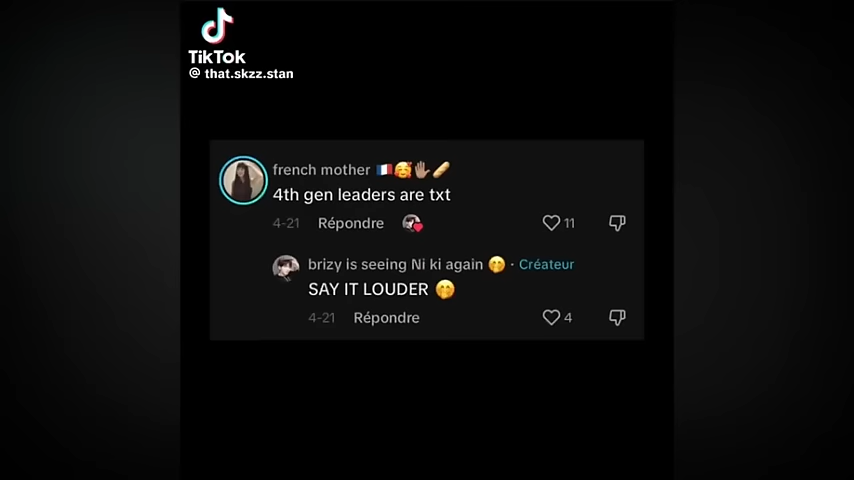 TikTok
@ that.skzz.stan
french mother 🇫🇷🥰🖐🏽🥖
4th gen leaders are txt
4-21 Répondre 11
brizy is seeing Ni ki again 🤭 · Créateur
SAY IT LOUDER 🤭
4-21 Répondre 4